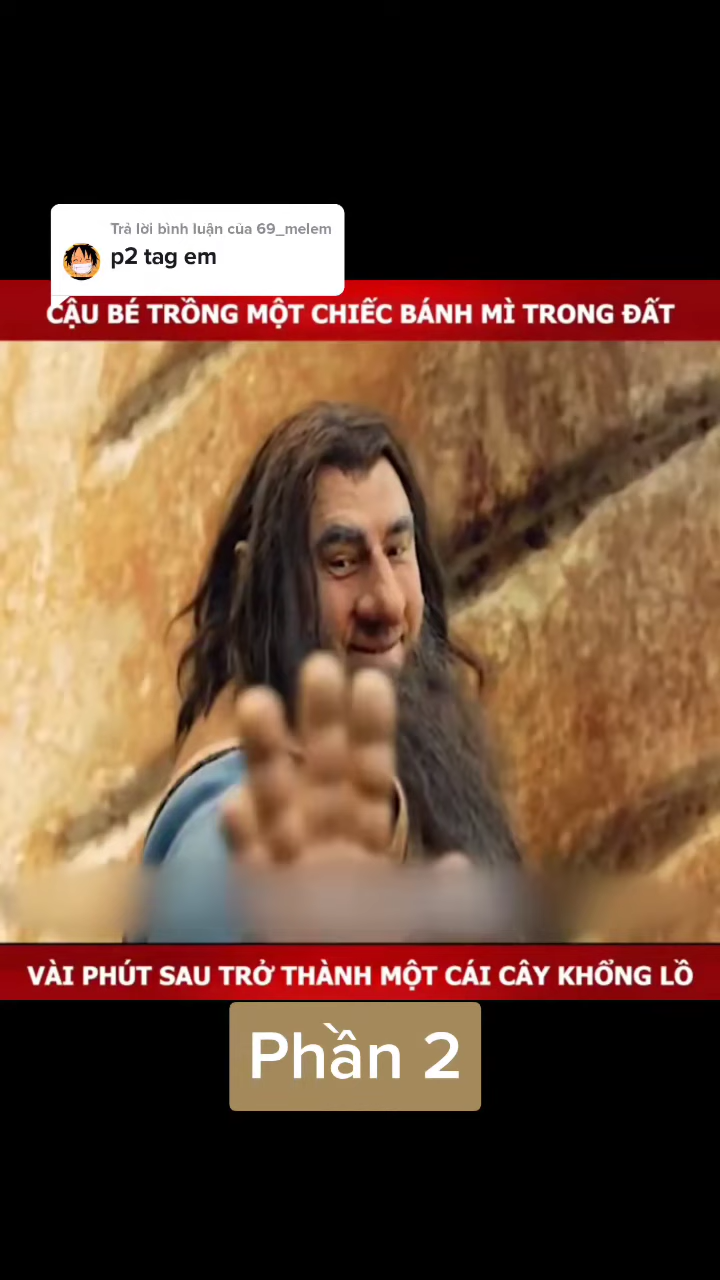 Trả lời bình luận của 69_melem
p2 tag em
CẬU BÉ TRỒNG MỘT CHIẾC BÁNH MÌ TRONG ĐẤT
VÀI PHÚT SAU TRỞ THÀNH MỘT CÁI CÂY KHỔNG LỒ
Phần 2